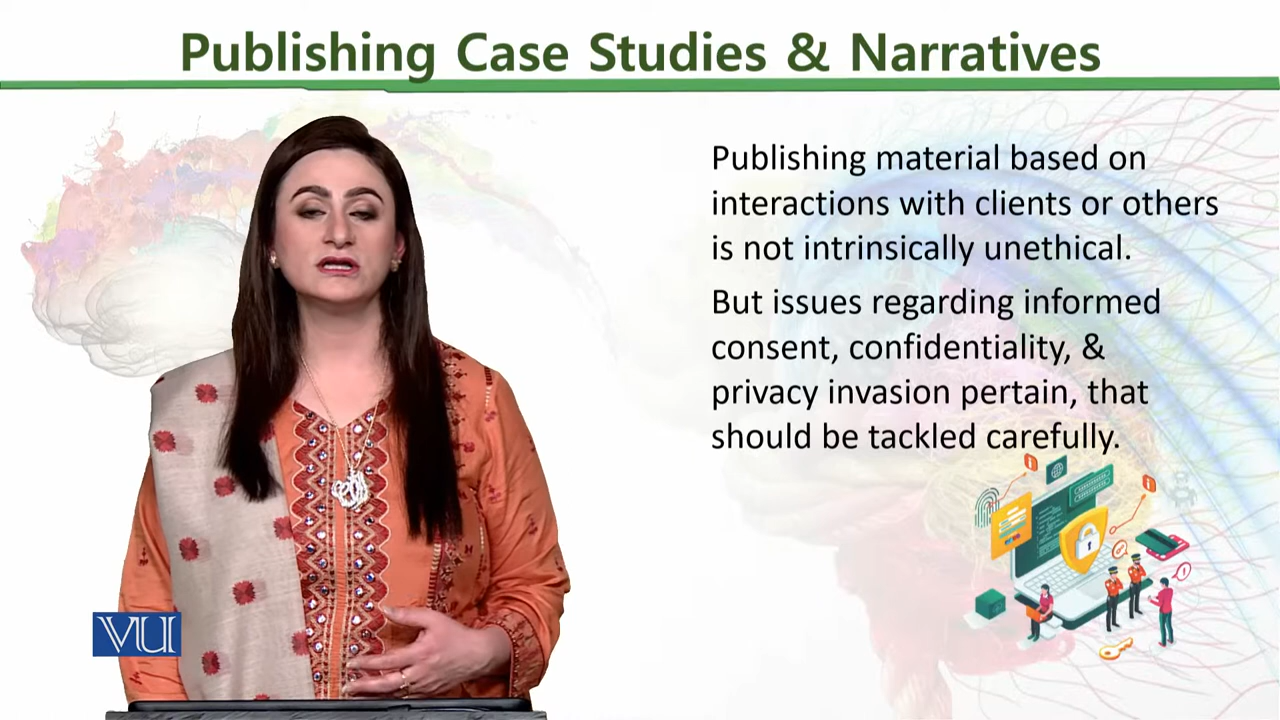 Publishing Case Studies & Narratives
Publishing material based on
interactions with clients or others
is not intrinsically unethical.
But issues regarding informed
consent, confidentiality, &
privacy invasion pertain, that
should be tackled carefully.
VU